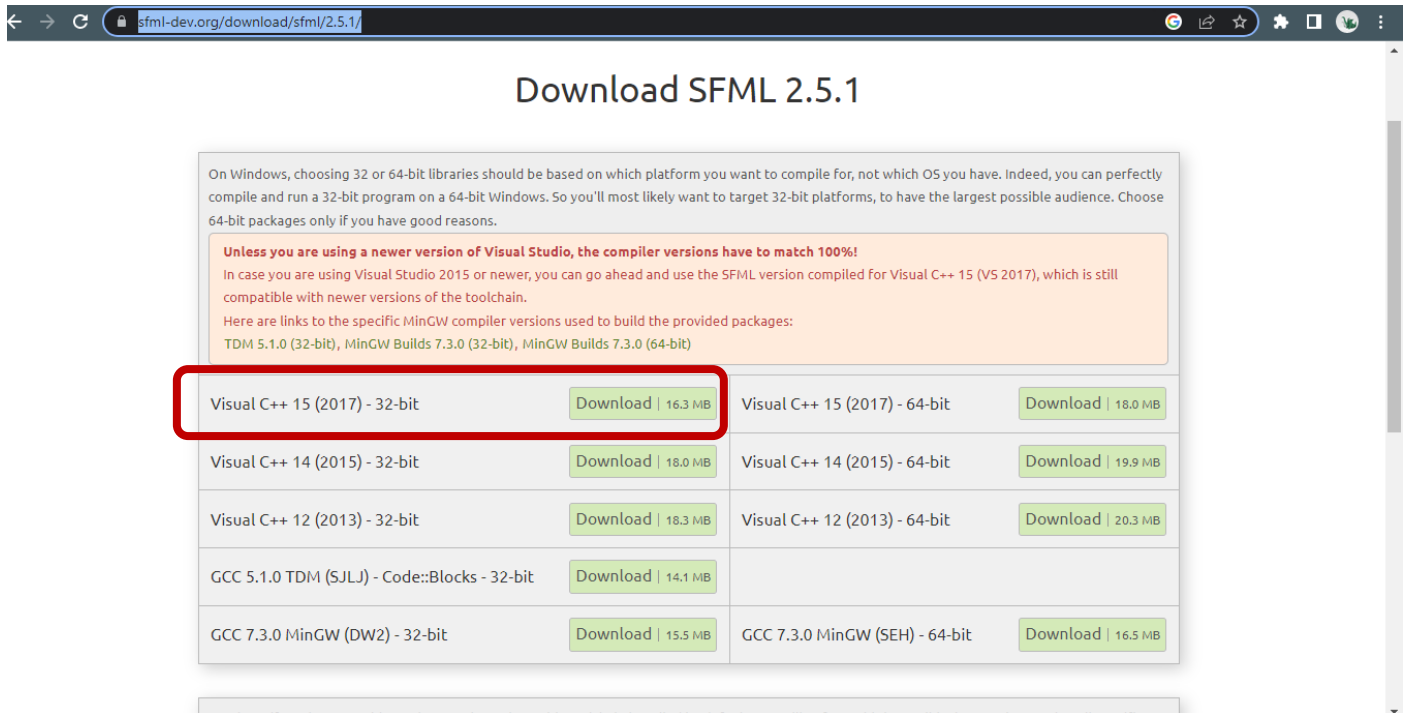 sfml-dev.org/download/sfml/2.5.1/
Download SFML 2.5.1
On Windows, choosing 32 or 64-bit libraries should be based on which platform you want to compile for, not which OS you have. Indeed, you can perfectly
compile and run a 32-bit program on a 64-bit Windows. So you'll most likely want to target 32-bit platforms, to have the largest possible audience. Choose
64-bit packages only if you have good reasons.
Unless you are using a newer version of Visual Studio, the compiler versions have to match 100%!
In case you are using Visual Studio 2015 or newer, you can go ahead and use the SFML version compiled for Visual C++ 15 (VS 2017), which is still
compatible with newer versions of the toolchain.
Here are links to the specific MinGW compiler versions used to build the provided packages:
TDM 5.1.0 (32-bit), MinGW Builds 7.3.0 (32-bit), MinGW Builds 7.3.0 (64-bit)
Visual C++ 15 (2017) - 32-bit Download | 16.3 MB Visual C++ 15 (2017) - 64-bit Download | 18.0 MB
Visual C++ 14 (2015) - 32-bit Download | 18.0 MB Visual C++ 14 (2015) - 64-bit Download | 19.9 MB
Visual C++ 12 (2013) - 32-bit Download | 18.3 MB Visual C++ 12 (2013) - 64-bit Download | 20.3 MB
GCC 5.1.0 TDM (SJLJ) - Code::Blocks - 32-bit Download | 14.1 MB
GCC 7.3.0 MinGW (DW2) - 32-bit Download | 15.5 MB GCC 7.3.0 MinGW (SEH) - 64-bit Download | 16.5 MB